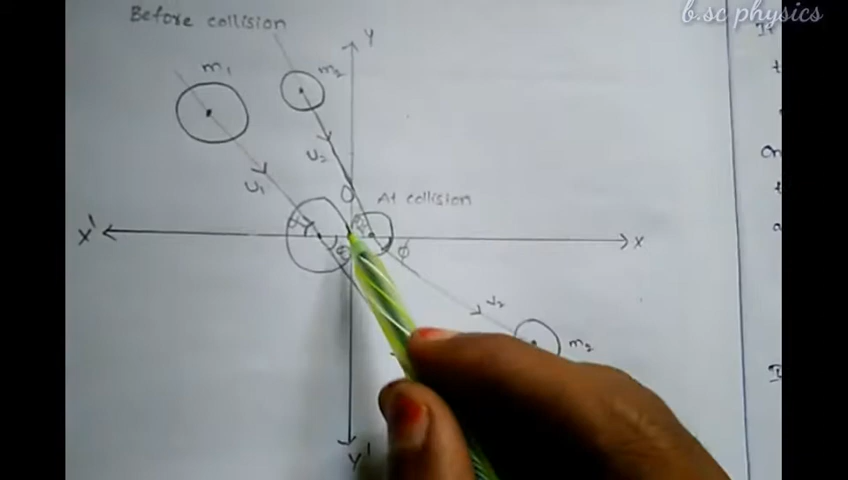 b.sc physics
Before collision
Y
m₁
m₂
u₂
u₁
O
At collision
α
β
X'
X
θ
φ
v₂
m₂
Y'